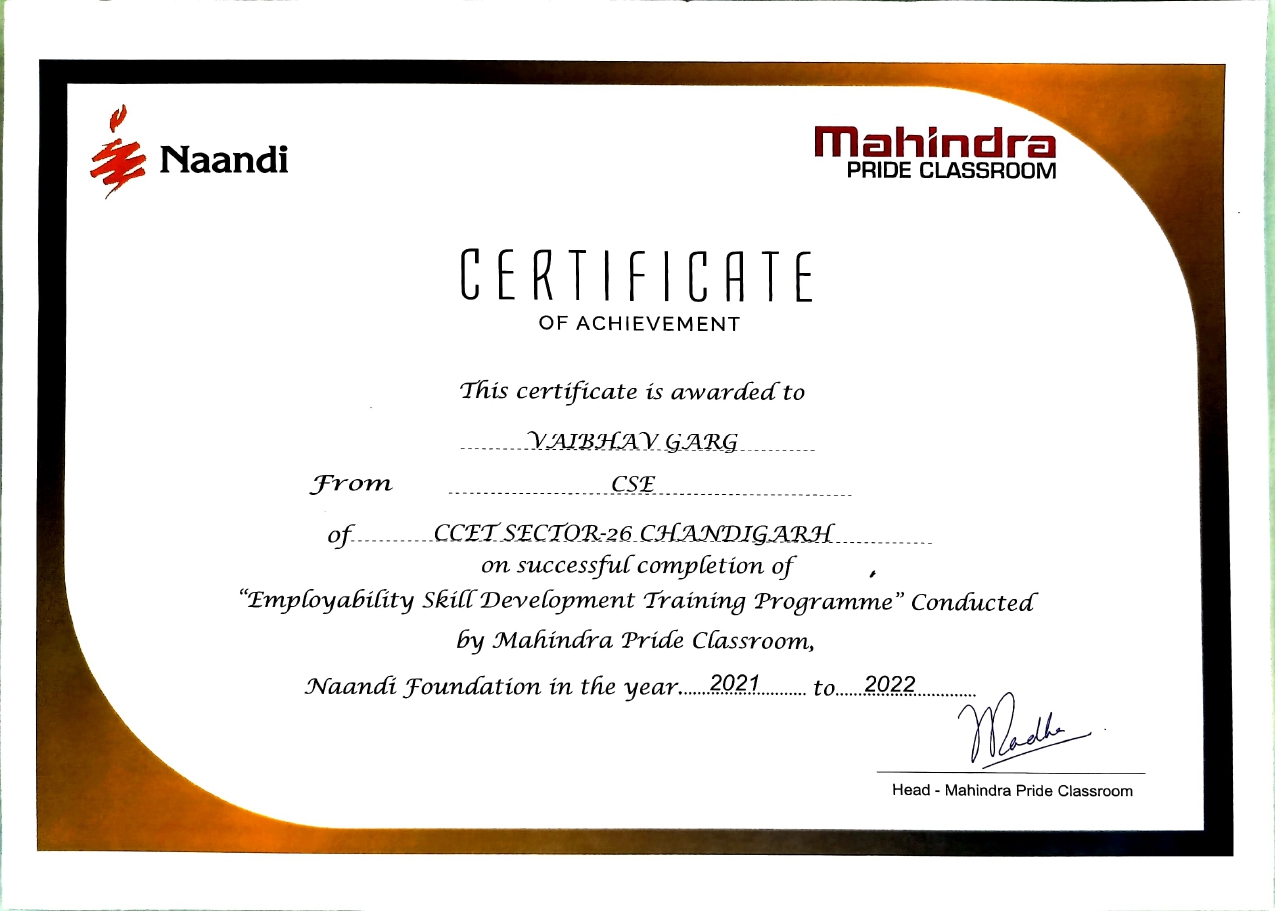 Naandi
Mahindra
PRIDE CLASSROOM
CERTIFICATE
OF ACHIEVEMENT
This certificate is awarded to
VAIBHAV GARG
From CSE
of CCET SECTOR-26 CHANDIGARH
on successful completion of
“Employability Skill Development Training Programme” Conducted
by Mahindra Pride Classroom,
Naandi Foundation in the year......2021........... to......2022..............
Madhu
Head - Mahindra Pride Classroom